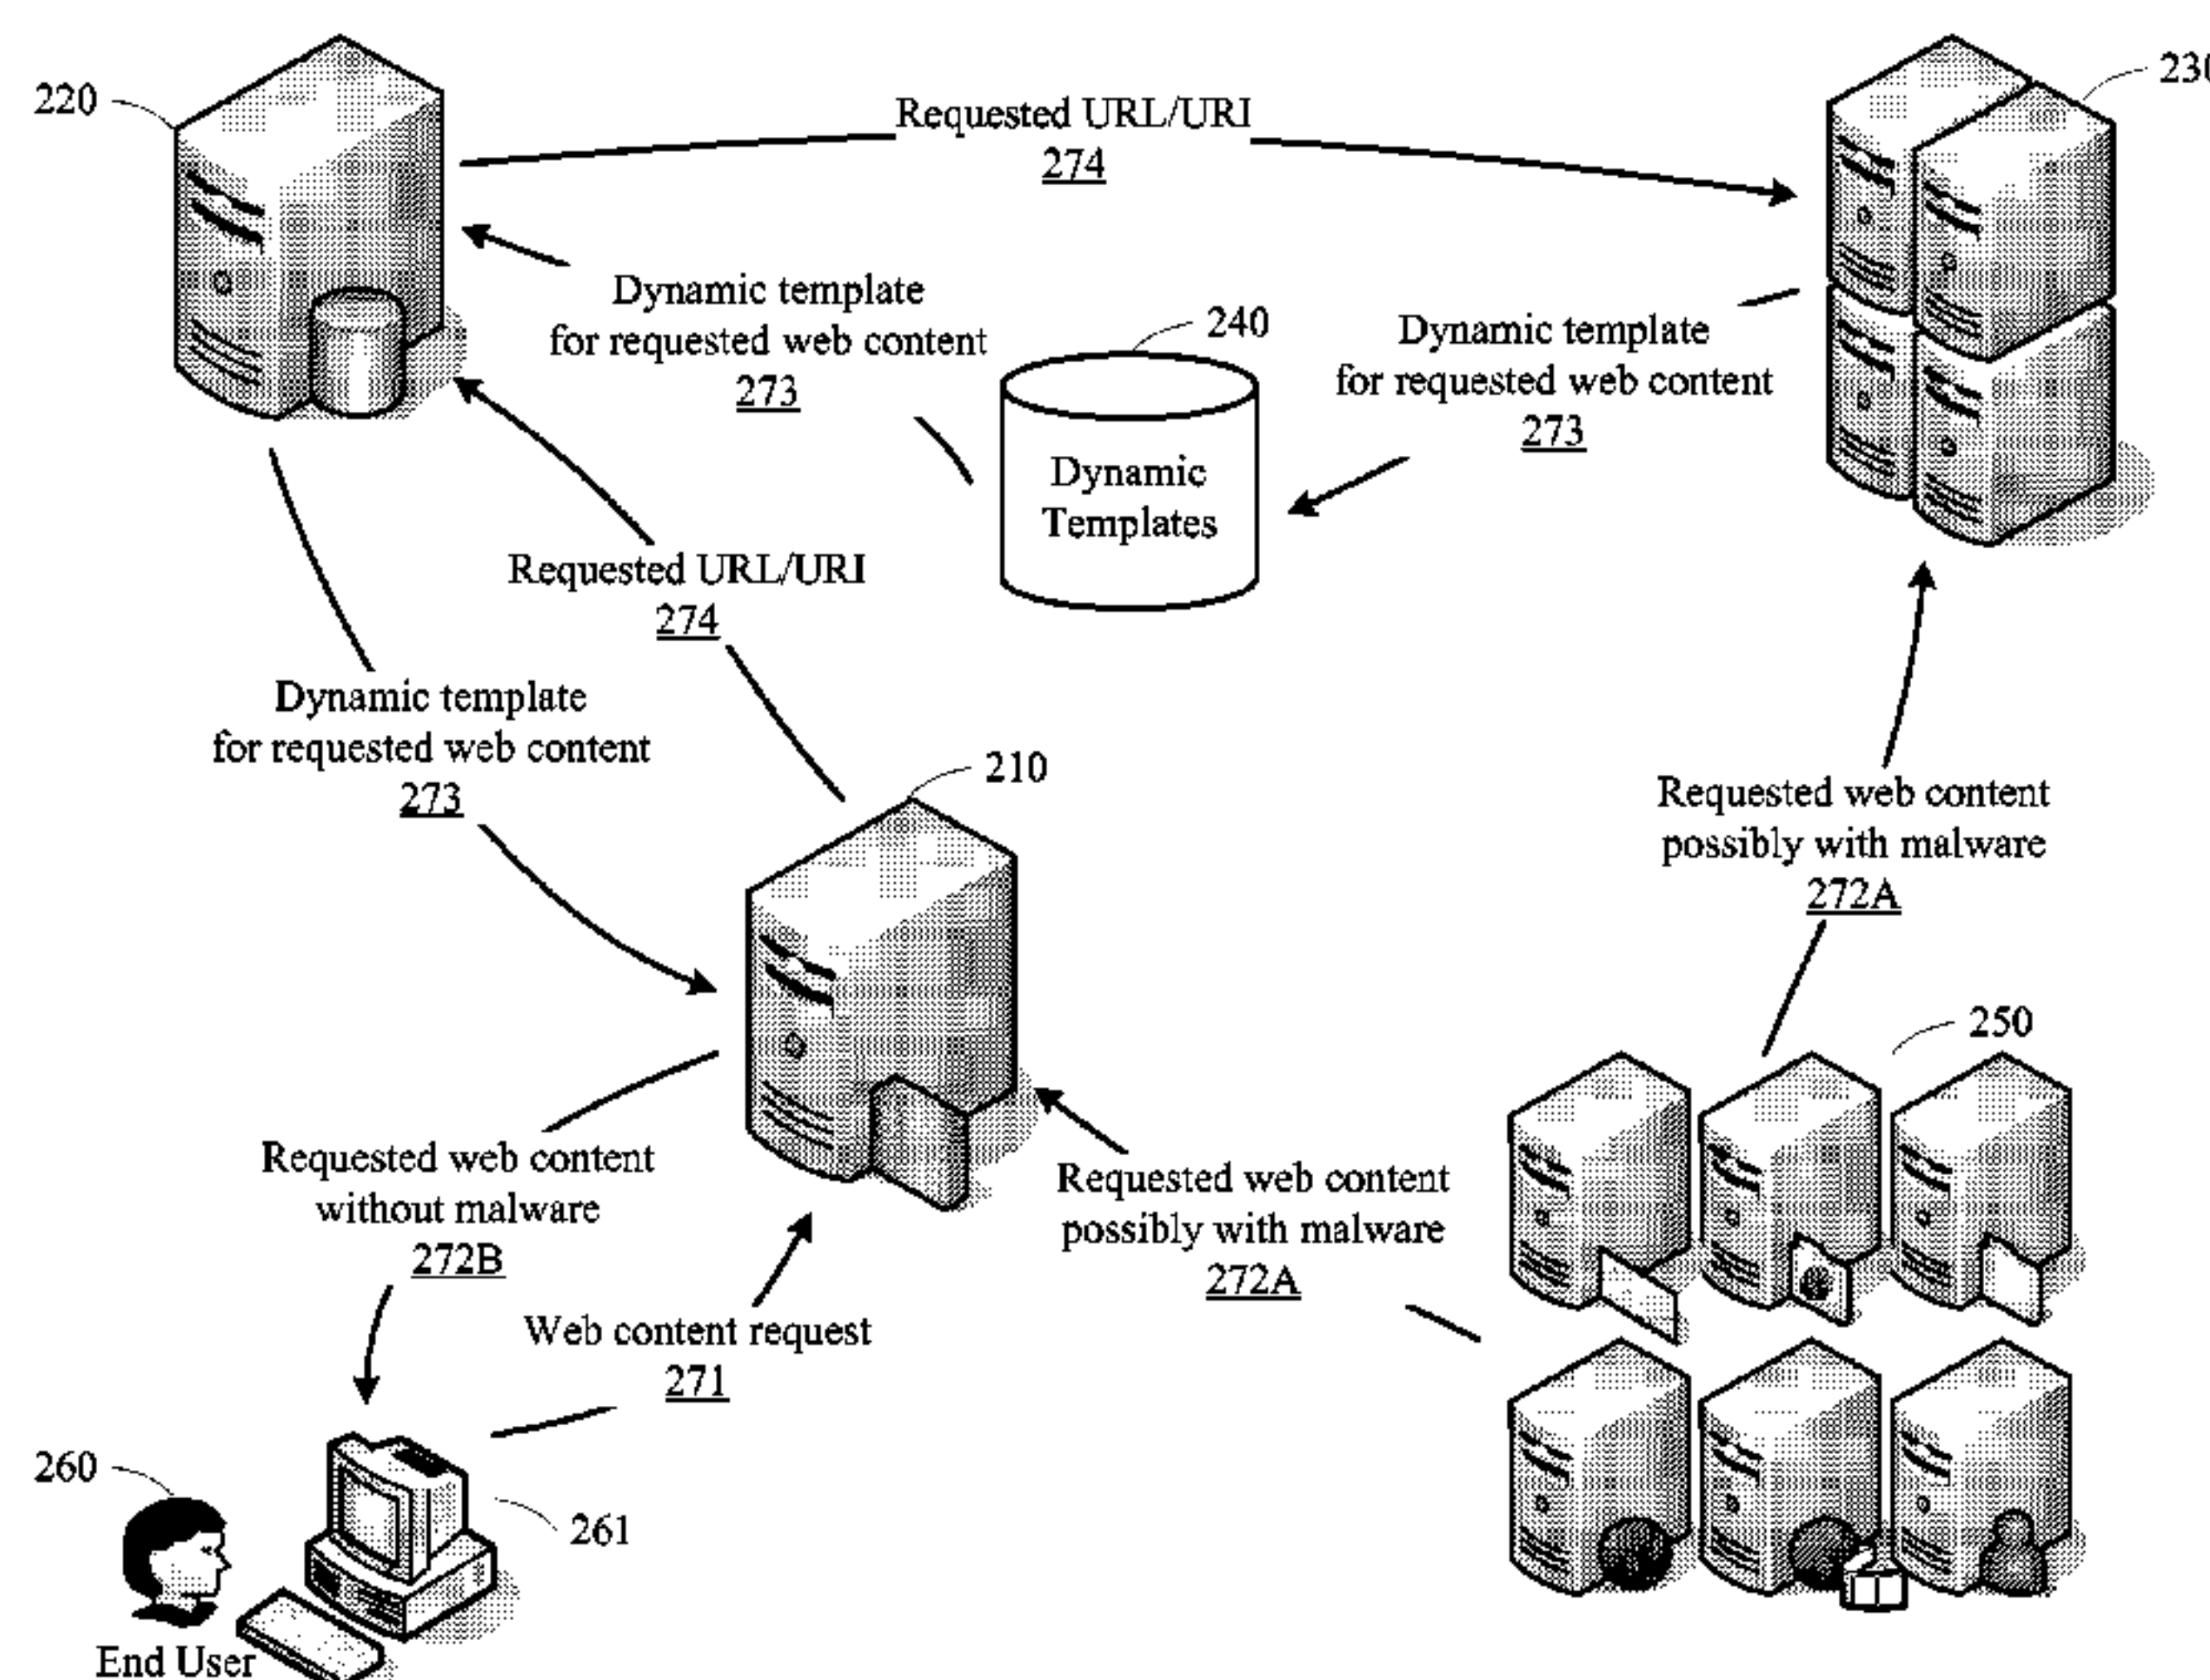 220
Requested URL/URI
274
230
Dynamic template
for requested web content
273
240
Dynamic template
for requested web content
273
Dynamic
Templates
Requested URL/URI
274
Dynamic template
for requested web content
273
210
Requested web content
possibly with malware
272A
250
Requested web content
without malware
272B
Requested web content
possibly with malware
272A
Web content request
271
260
261
End User